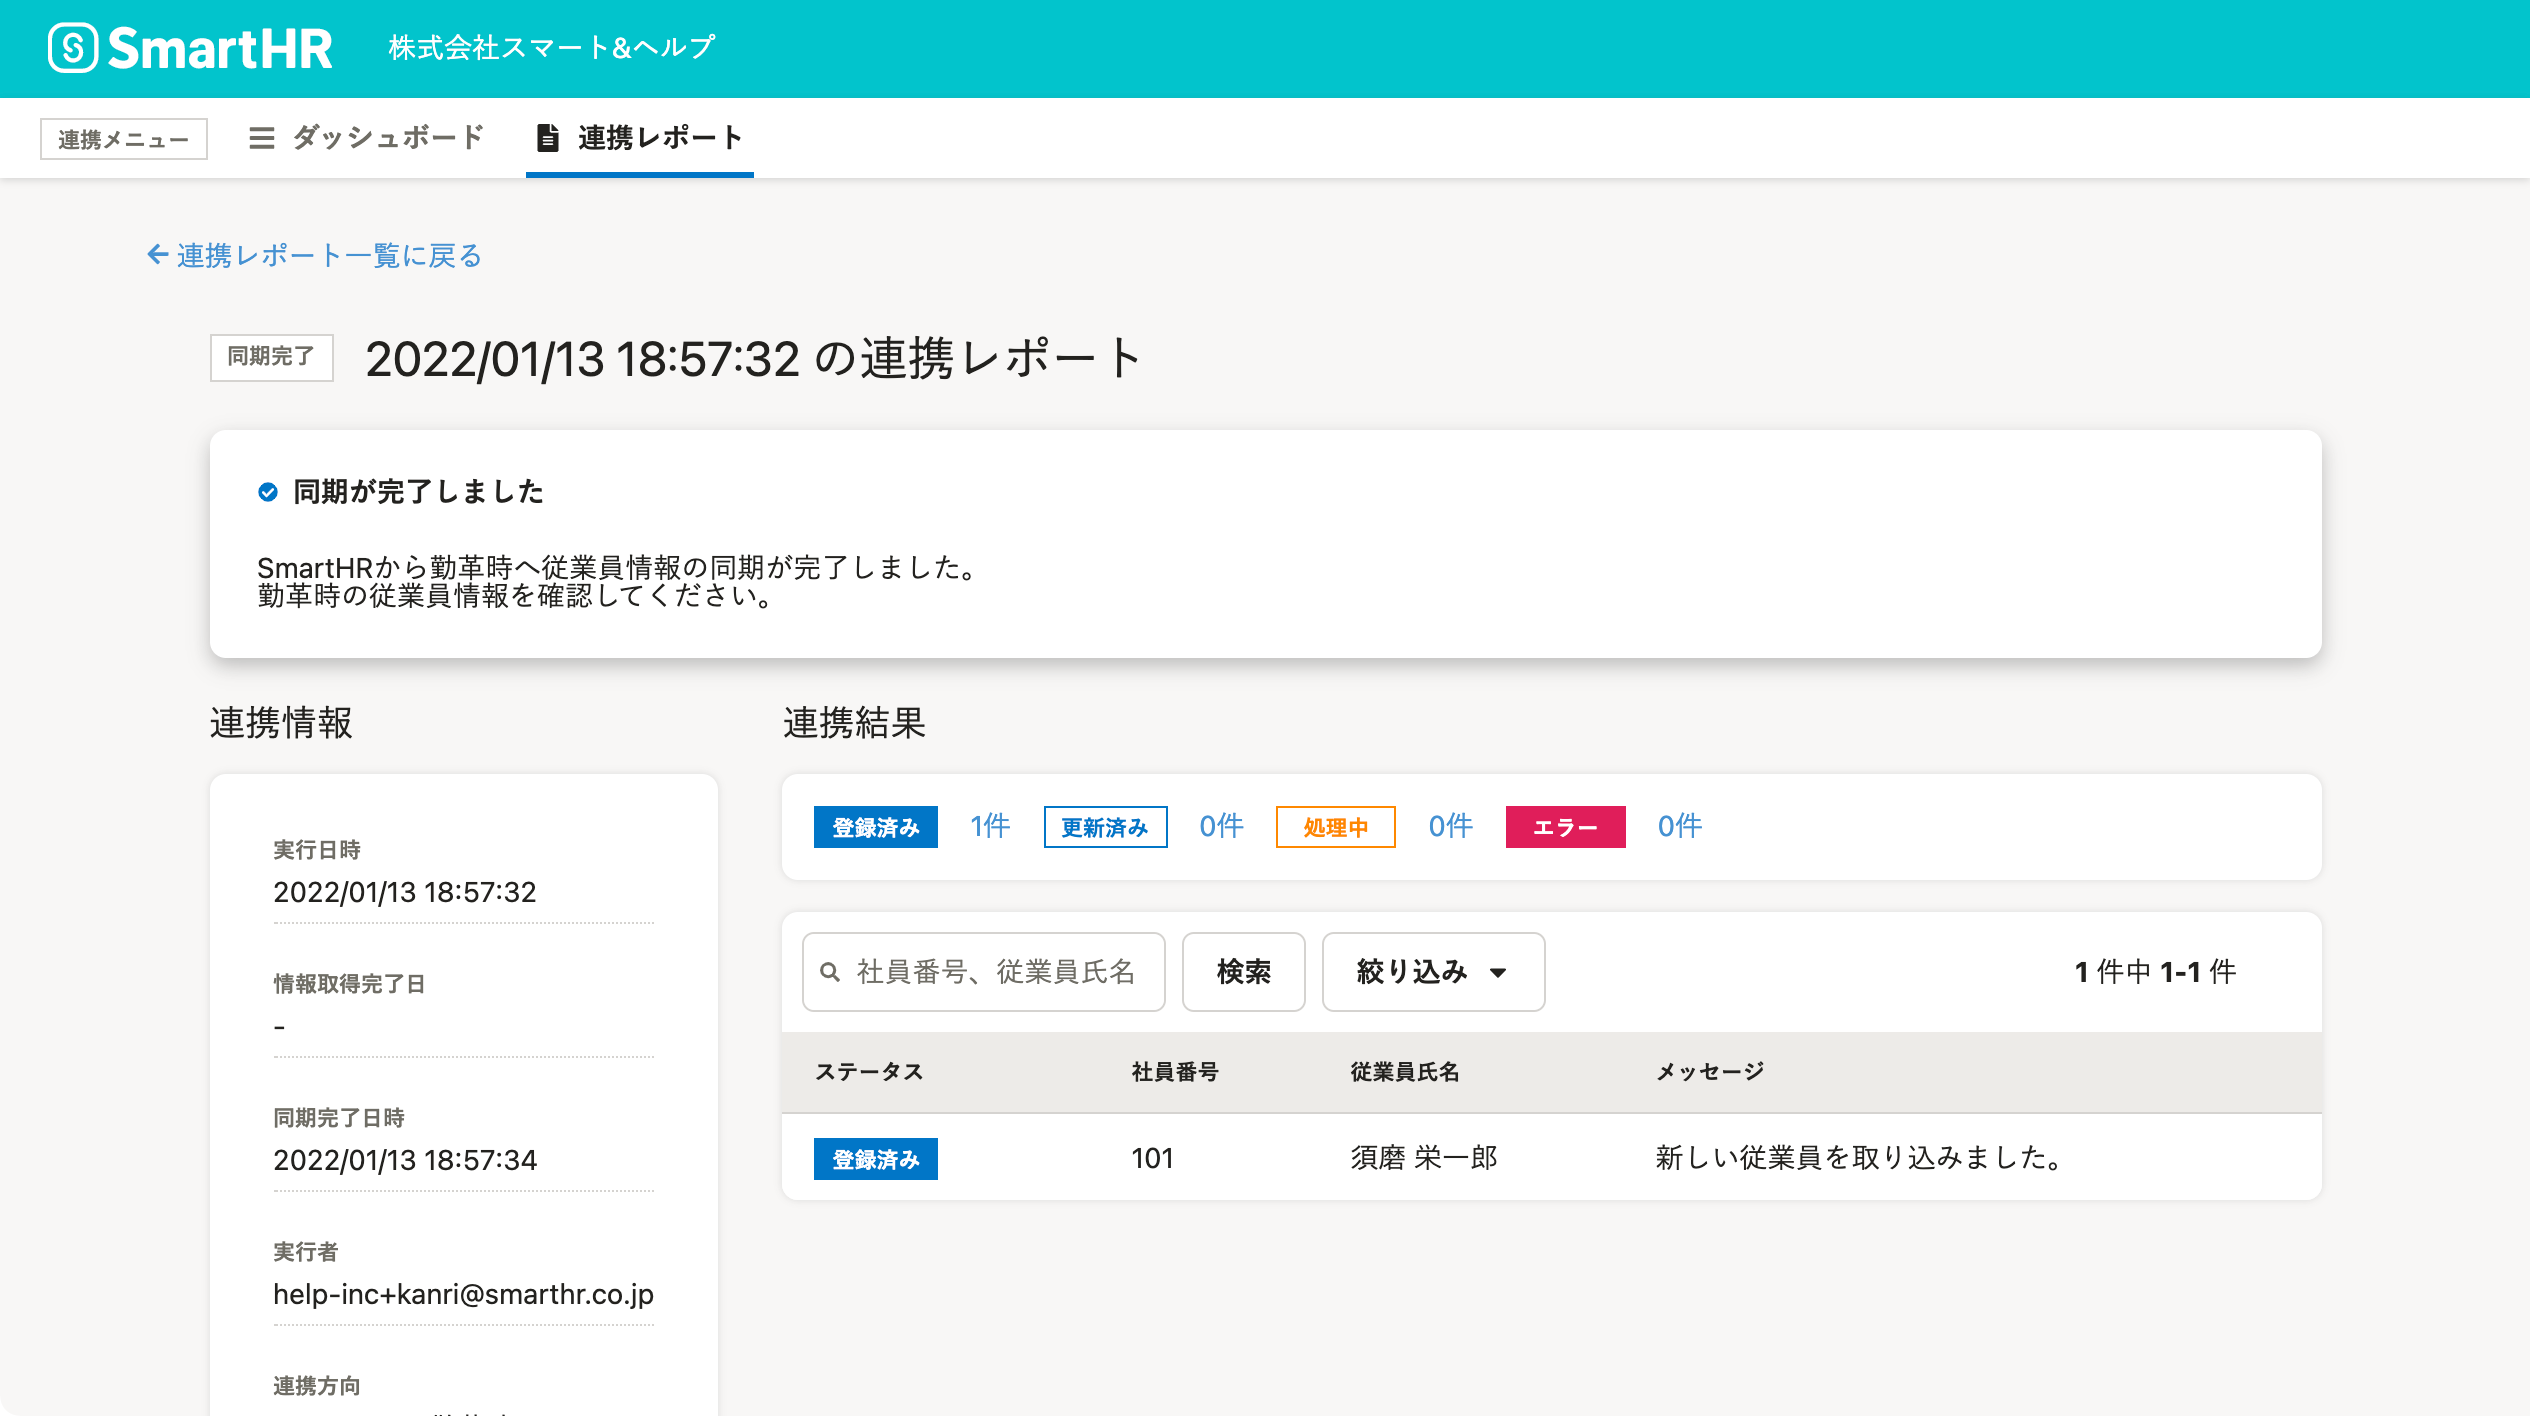 SmartHR 株式会社スマート&ヘルプ
連携メニュー ダッシュボード 連携レポート
連携レポート一覧に戻る
同期完了 2022/01/13 18:57:32 の連携レポート
同期が完了しました
SmartHRから勤革時へ従業員情報の同期が完了しました。
勤革時の従業員情報を確認してください。
連携情報
実行日時
2022/01/13 18:57:32
情報取得完了日
-
同期完了日時
2022/01/13 18:57:34
実行者
help-inc+kanri@smarthr.co.jp
連携方向
連携結果
登録済み 1件 更新済み 0件 処理中 0件 エラー 0件
社員番号、従業員氏名 検索 絞り込み 1 件中 1-1 件
ステータス 社員番号 従業員氏名 メッセージ
登録済み 101 須磨 栄一郎 新しい従業員を取り込みました。